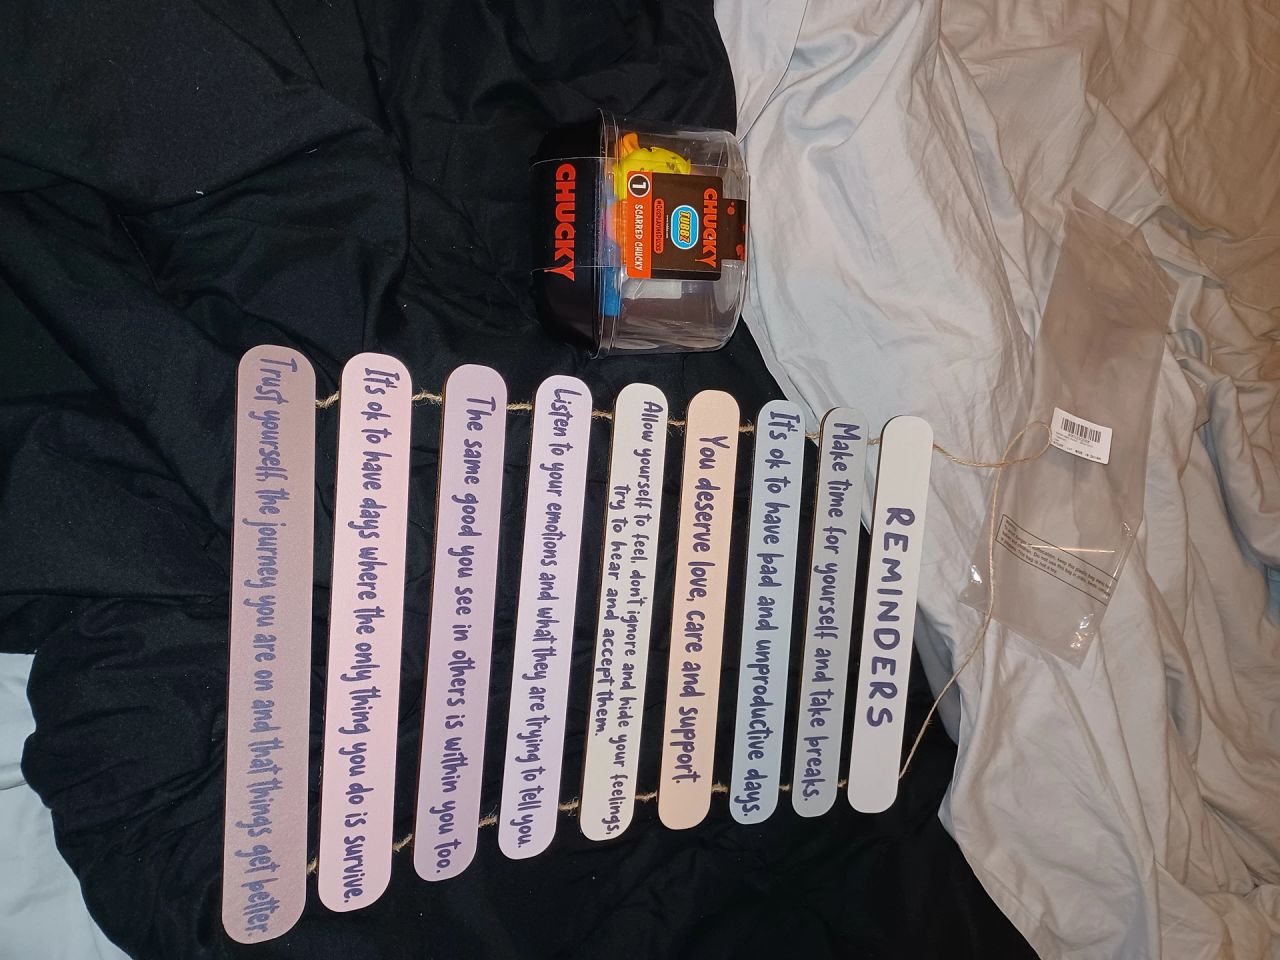 REMINDERS
Make time for yourself and take breaks.
It's ok to have bad and unproductive days.
You deserve love, care and support.
Allow yourself to feel, don't ignore and hide your feelings,
try to hear and accept them.
Listen to your emotions and what they are trying to tell you.
The same good you see in others is within you too.
It's ok to have days where the only thing you do is survive.
Trust yourself, the journey you are on and that things get better.
CHUCKY
TUBBZ
1
SCARRED CHUCKY
CHUCKY